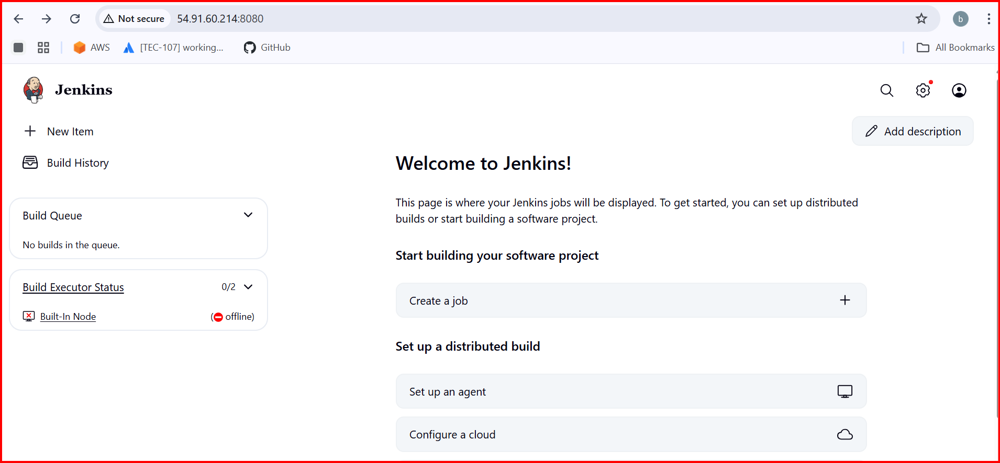 Not secure 54.91.60.214:8080
b
AWS [TEC-107] working... GitHub All Bookmarks
Jenkins
New Item
Add description
Build History
Welcome to Jenkins!
This page is where your Jenkins jobs will be displayed. To get started, you can set up distributed
builds or start building a software project.
Build Queue
No builds in the queue.
Start building your software project
Build Executor Status 0/2
Create a job
Built-In Node (offline)
Set up a distributed build
Set up an agent
Configure a cloud